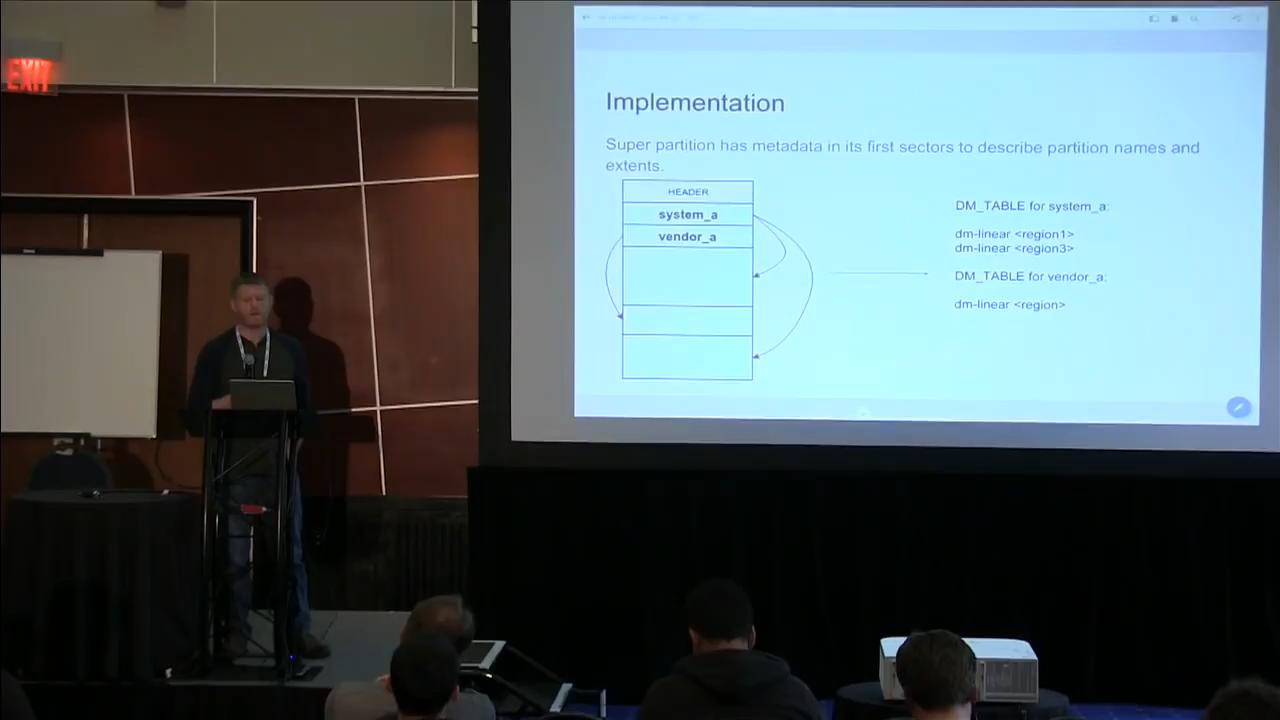 EXIT
Implementation
Super partition has metadata in its first sectors to describe partition names and
extents.
HEADER
system_a
vendor_a
DM_TABLE for system_a:
dm-linear <region1>
dm-linear <region3>
DM_TABLE for vendor_a:
dm-linear <region>